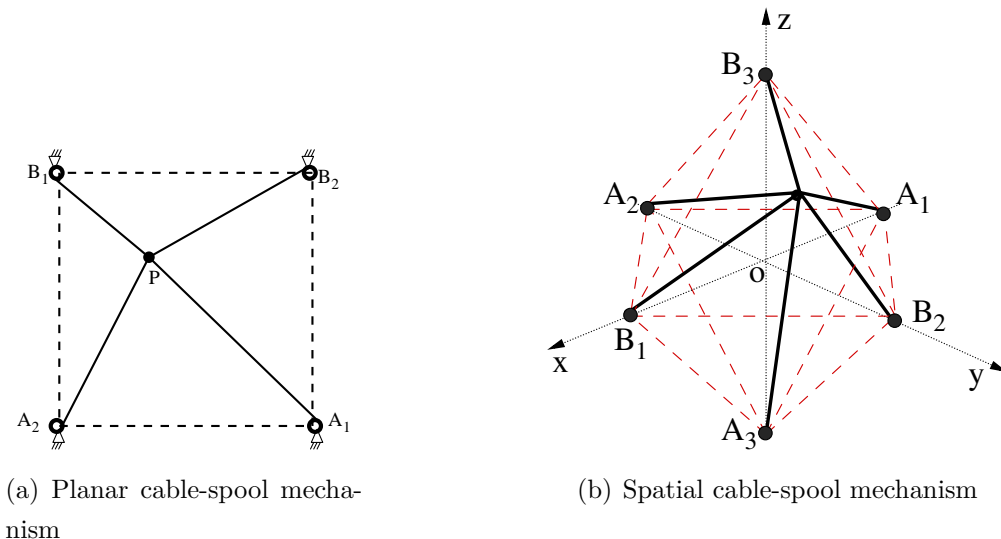 z
B₃
B₁
B₂
A₂
A₁
P
o
A₂
A₁
B₁
B₂
x
y
A₃
(a) Planar cable-spool mecha-
nism
(b) Spatial cable-spool mechanism